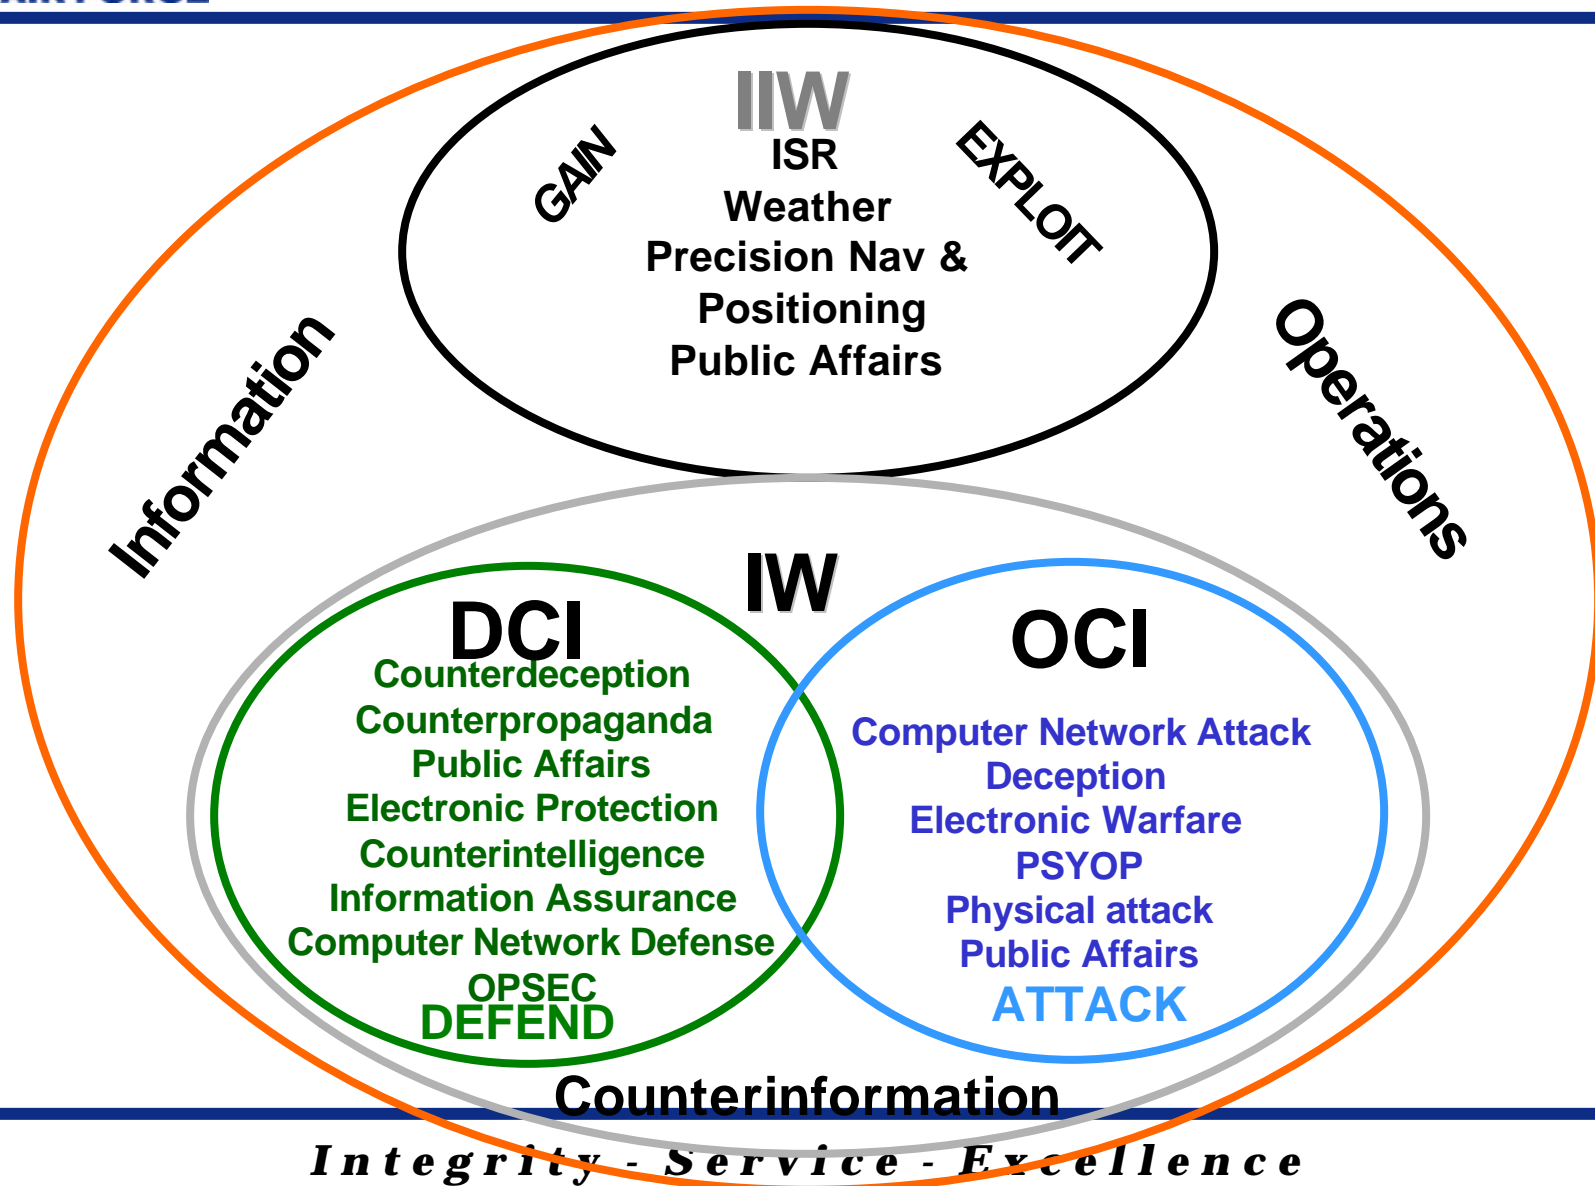 IIW
GAIN
EXPLOIT
ISR
Weather
Precision Nav &
Positioning
Public Affairs
Information
Operations
IW
DCI
Counterdeception
Counterpropaganda
Public Affairs
Electronic Protection
Counterintelligence
Information Assurance
Computer Network Defense
OPSEC
DEFEND
OCI
Computer Network Attack
Deception
Electronic Warfare
PSYOP
Physical attack
Public Affairs
ATTACK
Counterinformation
Integrity - Service - Excellence